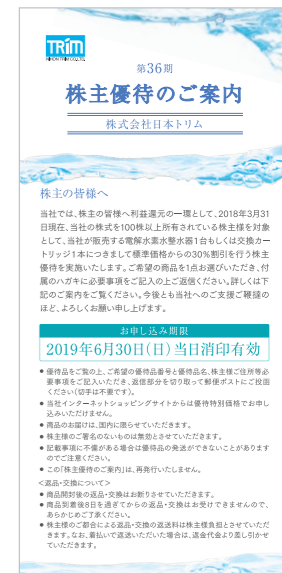 TRIM
NIHON TRIM CO.,LTD.
第36期
株主優待のご案内
株式会社日本トリム
株主の皆様へ
当社では、株主の皆様へ利益還元の一環として、2018年3月31
日現在、当社の株式を100株以上所有されている株主様を対象
として、当社が販売する電解水素水整水器1台もしくは交換カー
トリッジ1本につきまして標準価格からの30%割引を行う株主
優待を実施いたします。ご希望の商品を1点お選びいただき、付
属のハガキに必要事項をご記入の上ご返信ください。詳しくは下
記のご案内をご覧ください。今後とも当社へのご支援ご鞭撻の
ほど、よろしくお願い申し上げます。
お申し込み期限
2019年6月30日(日)当日消印有効
● 優待品をご覧の上、ご希望の優待品番号と優待品名、株主様ご住所等必
要事項をご記入いただき、返信部分を切り取って郵便ポストにご投函
ください(切手は不要です)。
● 当社インターネットショッピングサイトからは優待特別価格でお申し
込みいただけません。
● 商品のお届けは、国内に限らせていただきます。
● 株主様のご署名のないものは無効とさせていただきます。
● 記載事項に不備がある場合は優待品の発送ができないことがあります
のでご注意ください。
● この「株主優待のご案内」は、再発行いたしません。
<返品・交換について>
● 商品開封後の返品・交換はお断りさせていただきます。
● 商品到着後8日を過ぎてからの返品・交換はお受けできませんので、
あらかじめご了承ください。
● 株主様のご都合による返品・交換の返送料は株主様負担とさせていただ
きます。なお、着払いで返送いただいた場合は、返金代金より差し引かせ
ていただきます。